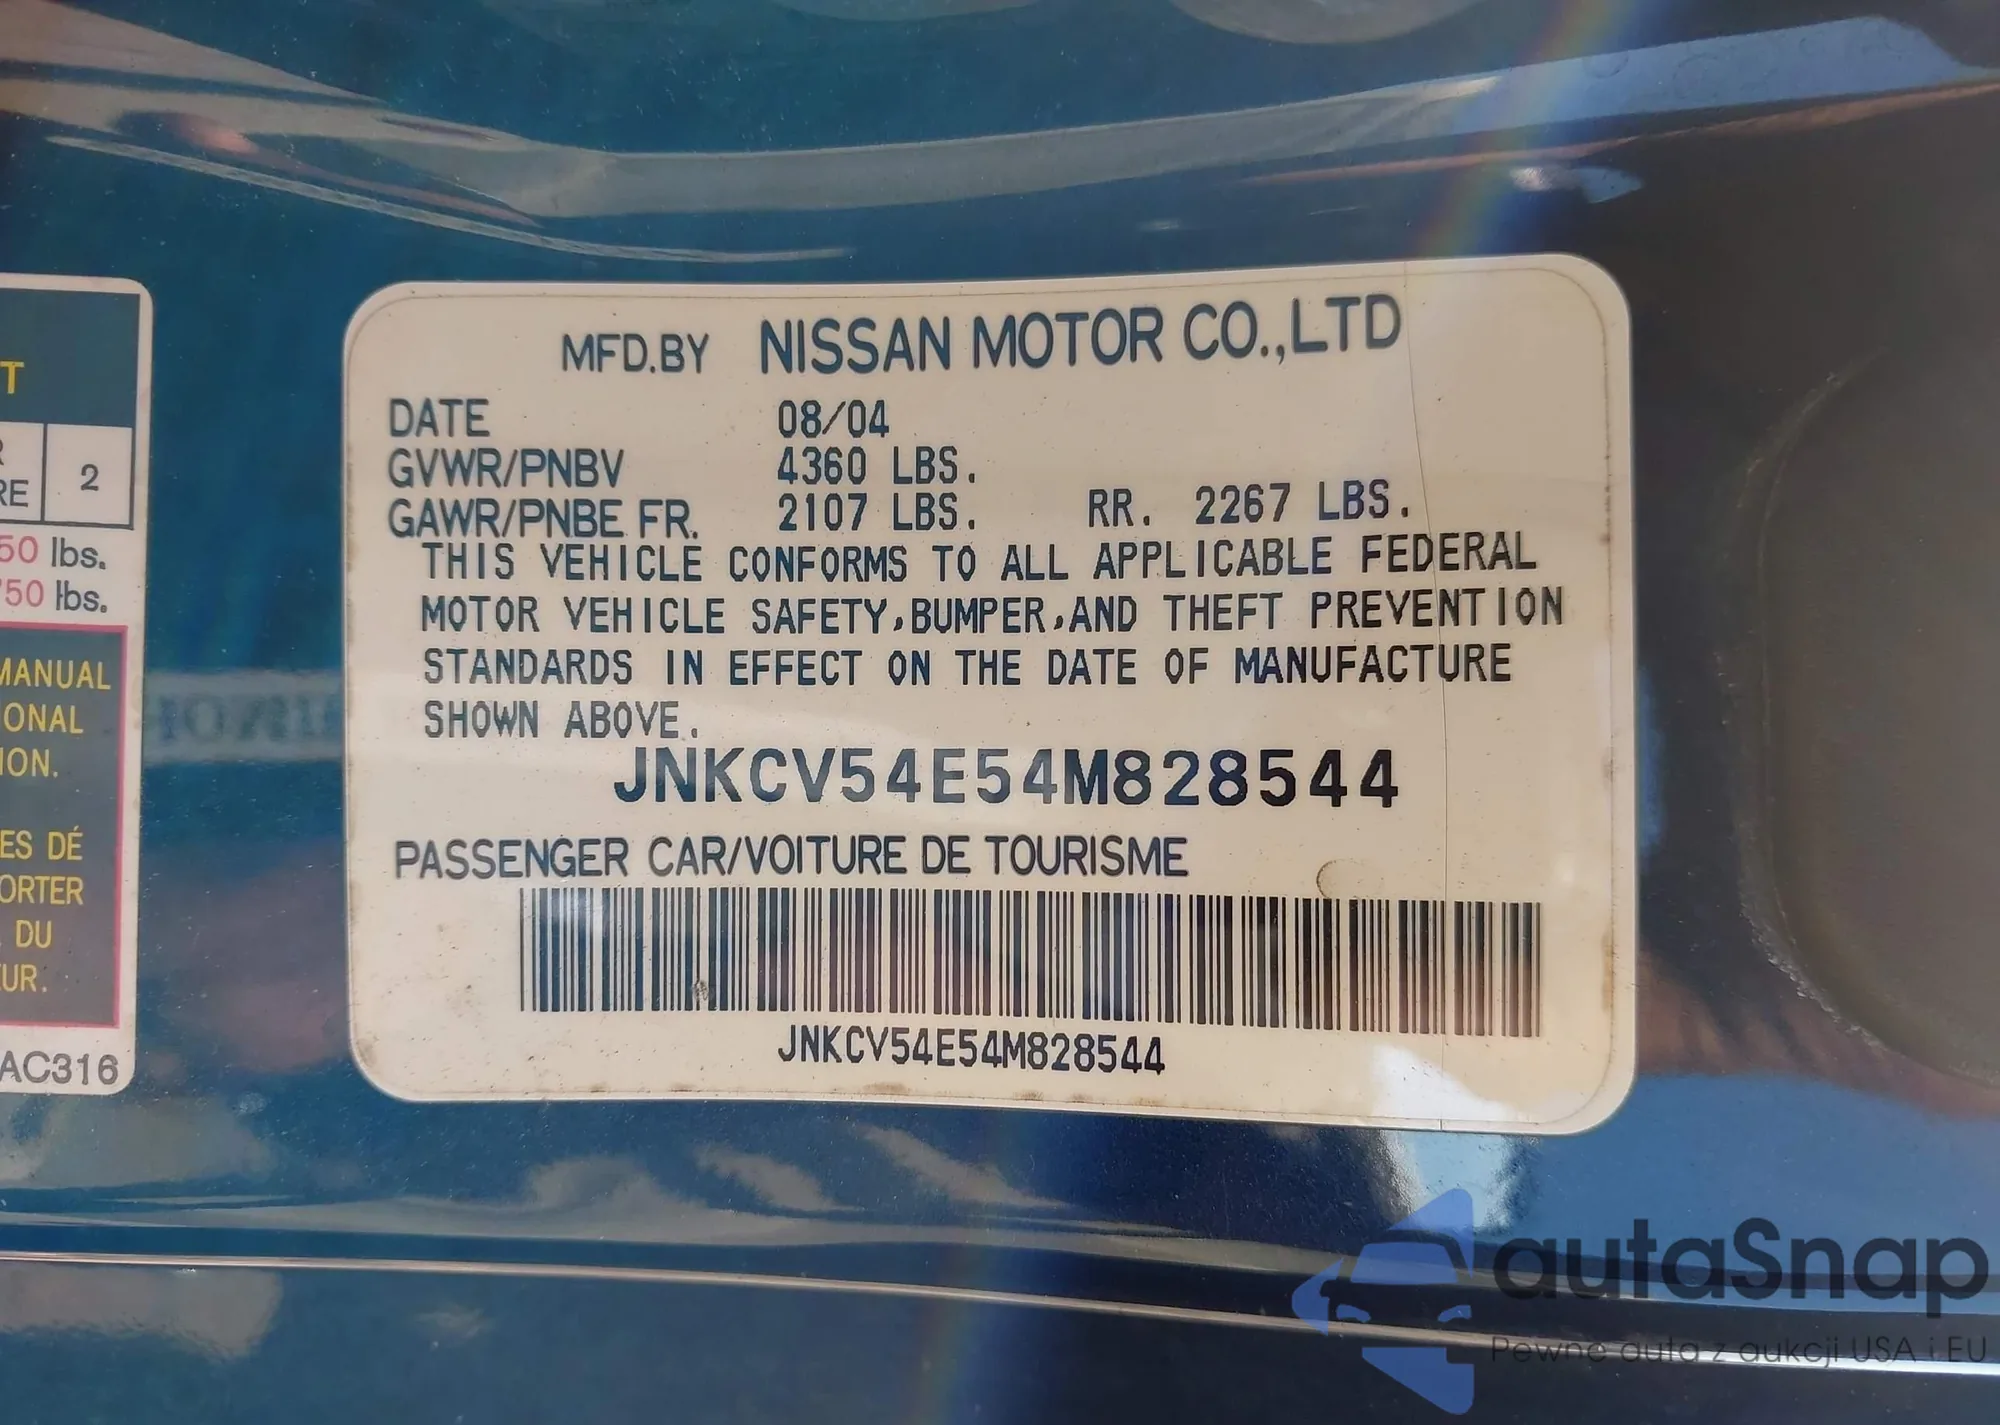 T
R
RE
2
50 lbs.
750 lbs.
MANUAL
IONAL
ION.
ES DÉ
ORTER
DU
UR.
AC316
MFD.BY NISSAN MOTOR CO.,LTD
DATE 08/04
GVWR/PNBV 4360 LBS.
GAWR/PNBE FR. 2107 LBS. RR. 2267 LBS.
THIS VEHICLE CONFORMS TO ALL APPLICABLE FEDERAL
MOTOR VEHICLE SAFETY,BUMPER,AND THEFT PREVENTION
STANDARDS IN EFFECT ON THE DATE OF MANUFACTURE
SHOWN ABOVE.
JNKCV54E54M828544
PASSENGER CAR/VOITURE DE TOURISME
JNKCV54E54M828544
autaSnap
Pewne auta z aukcji USA i EU